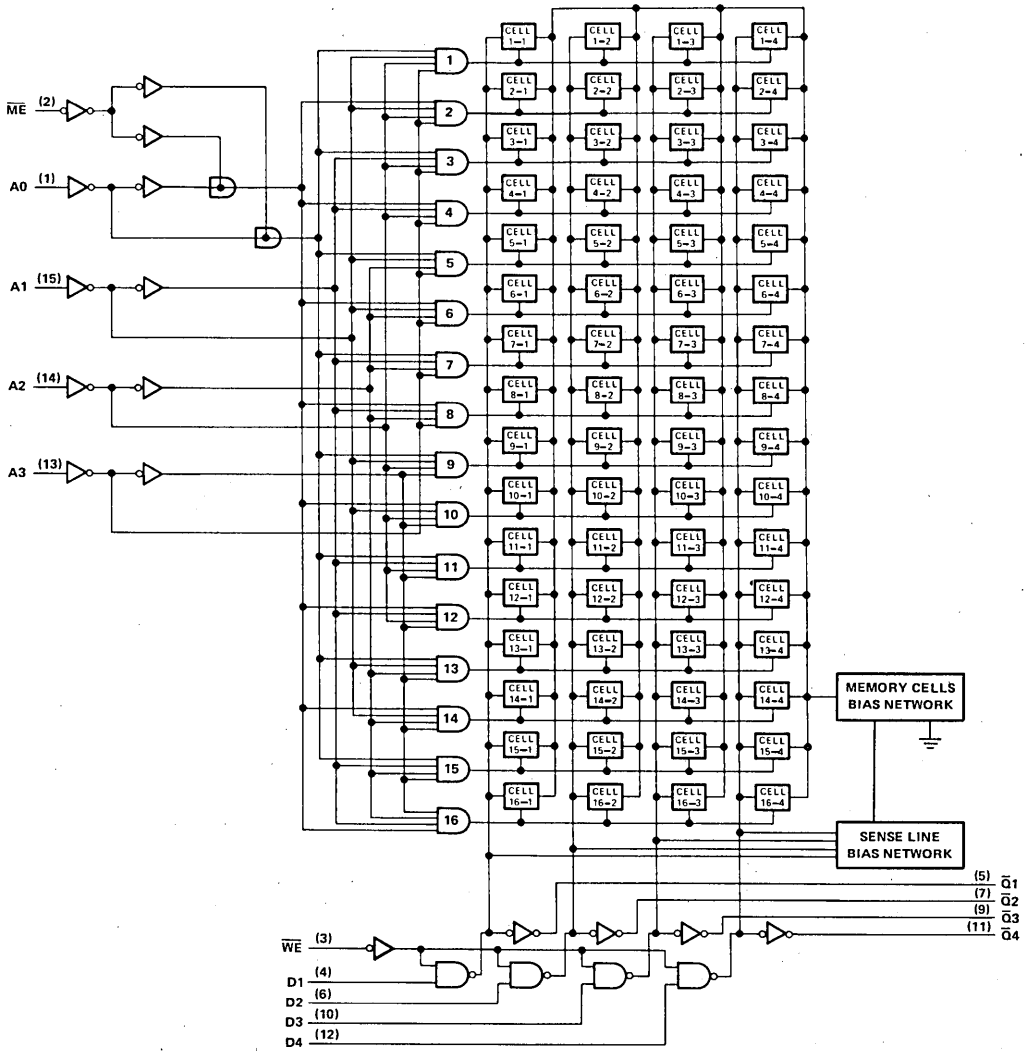 CELL 1-1 CELL 1-2 CELL 1-3 CELL 1-4
1
CELL 2-1 CELL 2-2 CELL 2-3 CELL 2-4
M̅E̅ (2)
2
CELL 3-1 CELL 3-2 CELL 3-3 CELL 3-4
3
A0 (1)
CELL 4-1 CELL 4-2 CELL 4-3 CELL 4-4
4
CELL 5-1 CELL 5-2 CELL 5-3 CELL 5-4
5
A1 (15)
CELL 6-1 CELL 6-2 CELL 6-3 CELL 6-4
6
CELL 7-1 CELL 7-2 CELL 7-3 CELL 7-4
7
A2 (14)
CELL 8-1 CELL 8-2 CELL 8-3 CELL 8-4
8
CELL 9-1 CELL 9-2 CELL 9-3 CELL 9-4
9
A3 (13)
CELL 10-1 CELL 10-2 CELL 10-3 CELL 10-4
10
CELL 11-1 CELL 11-2 CELL 11-3 CELL 11-4
11
CELL 12-1 CELL 12-2 CELL 12-3 CELL 12-4
12
CELL 13-1 CELL 13-2 CELL 13-3 CELL 13-4
13
CELL 14-1 CELL 14-2 CELL 14-3 CELL 14-4
MEMORY CELLS
BIAS NETWORK
14
CELL 15-1 CELL 15-2 CELL 15-3 CELL 15-4
15
CELL 16-1 CELL 16-2 CELL 16-3 CELL 16-4
16
SENSE LINE
BIAS NETWORK
(5) Q̅1
(7) Q̅2
(9) Q̅3
(11) Q̅4
W̅E̅ (3)
D1 (4)
D2 (6)
D3 (10)
D4 (12)